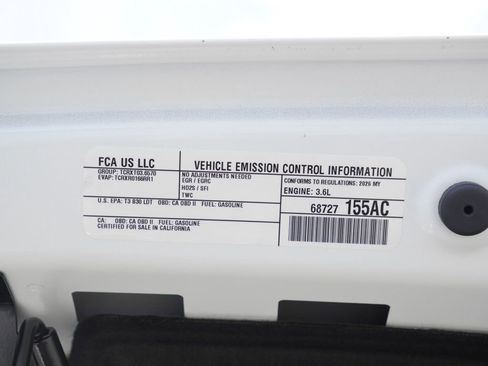 FCA US LLC
VEHICLE EMISSION CONTROL INFORMATION
GROUP: TCRXT03.6570
EVAP: TCRXR0166RR1
NO ADJUSTMENTS NEEDED
EGR / EGRC
HO2S / SFI
TWC
CONFORMS TO REGULATIONS: 2026 MY
ENGINE: 3.6L
U.S. EPA: T3 B30 LDT OBD: CA OBD II FUEL: GASOLINE
68727 155AC
CA: OBD: CA OBD II FUEL: GASOLINE
CERTIFIED FOR SALE IN CALIFORNIA